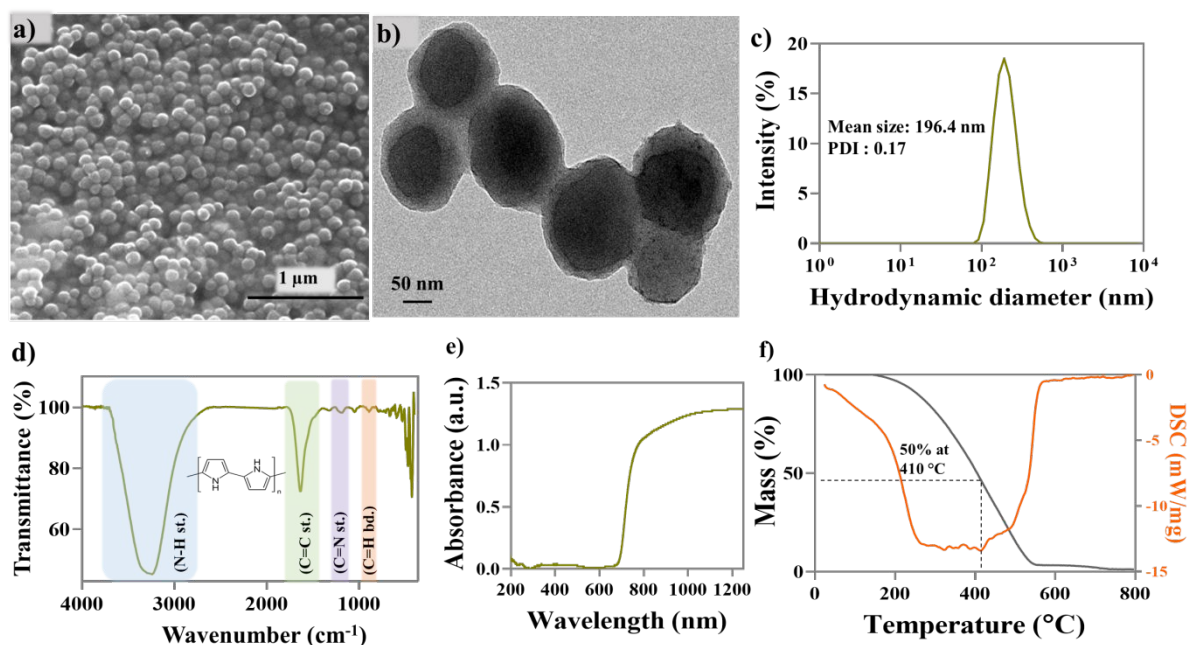 a)
1 µm
b)
50 nm
c)
Intensity (%)
20
15
10
5
0
Mean size: 196.4 nm
PDI : 0.17
10⁰ 10¹ 10² 10³ 10⁴
Hydrodynamic diameter (nm)
d)
Transmittance (%)
100
80
60
H
N
N
H
n
(N-H st.)
(C=C st.)
(C=N st.)
(C=H bd.)
4000 3000 2000 1000
Wavenumber (cm⁻¹)
e)
Absorbance (a.u.)
1.5
1.0
0.5
0.0
200 400 600 800 1000 1200
Wavelength (nm)
f)
Mass (%)
100
50
0
50% at
410 °C
0
-5
-10
-15
DSC (mW/mg)
0 200 400 600 800
Temperature (°C)